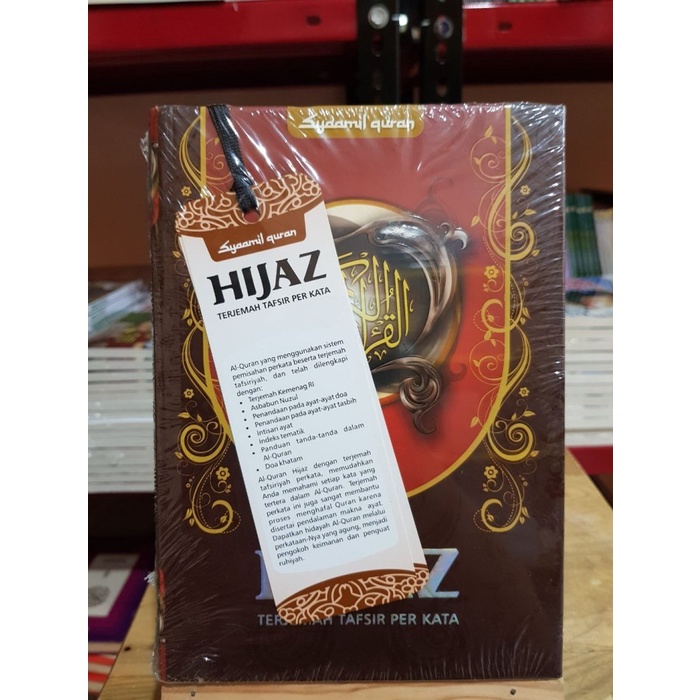 Syaamil quran
Syaamil quran
HIJAZ
TERJEMAH TAFSIR PER KATA
Al-Quran yang menggunakan sistem
pemisahan perkata beserta terjemah
tafsiriyah, dan telah dilengkapi
dengan:
• Terjemah Kemenag RI
• Asbabun Nuzul
• Penandaan pada ayat-ayat doa
• Penandaan pada ayat-ayat tasbih
• Intisari ayat
• Indeks tematik
• Panduan tanda-tanda dalam
Al-Quran
• Doa khatam
Al-Quran Hijaz dengan terjemah
tafsiriyah perkata, memudahkan
Anda memahami setiap kata yang
tertera dalam Al-Quran. Terjemah
perkata ini juga sangat membantu
proses menghafal Quran karena
disertai pendalaman makna ayat.
Dapatkan hidayah Al-Quran melalui
perkataan-Nya yang agung, menjadi
pengokoh keimanan dan penguat
ruhiyah.
TERJEMAH TAFSIR PER KATA